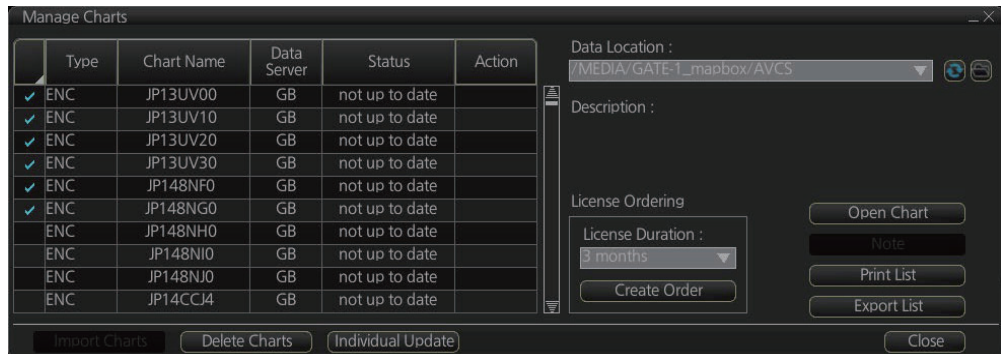 Manage Charts
Type Chart Name Data Server Status Action
ENC JP13UV00 GB not up to date
ENC JP13UV10 GB not up to date
ENC JP13UV20 GB not up to date
ENC JP13UV30 GB not up to date
ENC JP148NF0 GB not up to date
ENC JP148NG0 GB not up to date
ENC JP148NH0 GB not up to date
ENC JP148NI0 GB not up to date
ENC JP148NJ0 GB not up to date
ENC JP14CCJ4 GB not up to date
Data Location :
/MEDIA/GATE-1_mapbox/AVCS
Description :
License Ordering
License Duration :
3 months
Create Order
Open Chart
Note
Print List
Export List
Import Charts Delete Charts Individual Update Close